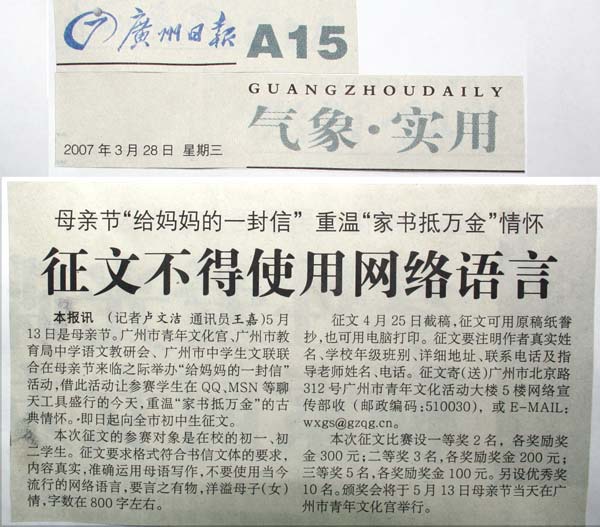 廣州日報 A15
GUANGZHOUDAILY
气象·实用
2007年3月28日 星期三
母亲节“给妈妈的一封信” 重温“家书抵万金”情怀
征文不得使用网络语言
本报讯 (记者卢文洁 通讯员王嘉)5月
13日是母亲节。广州市青年文化宫、广州市教
育局中学语文教研会、广州市中学生文联联
合在母亲节来临之际举办“给妈妈的一封信”
活动,借此活动让参赛学生在QQ、MSN等聊
天工具盛行的今天,重温“家书抵万金”的古
典情怀。即日起向全市初中生征文。
本次征文的参赛对象是在校的初一、初
二学生。征文要求格式符合书信文体的要求,
内容真实,准确运用母语写作,不要使用当今
流行的网络语言,要言之有物,洋溢母子(女)
情,字数在800字左右。
征文4月25日截稿,征文可用原稿纸誊
抄,也可用电脑打印。征文要注明作者真实姓
名、学校年级班别、详细地址、联系电话及指
导老师姓名、电话。征文寄(送)广州市北京路
312号广州市青年文化活动大楼5楼网络宣
传部收(邮政编码:510030),或E-MAIL:
wxgs@gzqg.cn。
本次征文比赛设一等奖2名,各奖励奖
金300元;二等奖3名,各奖励奖金200元;
三等奖5名,各奖励奖金100元。另设优秀奖
10名。颁奖会将于5月13日母亲节当天在广
州市青年文化宫举行。